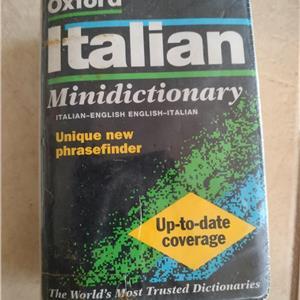 Oxford
Italian
Minidictionary
ITALIAN–ENGLISH ENGLISH–ITALIAN
Unique new
phrasefinder
Up-to-date
coverage
The World's Most Trusted Dictionaries